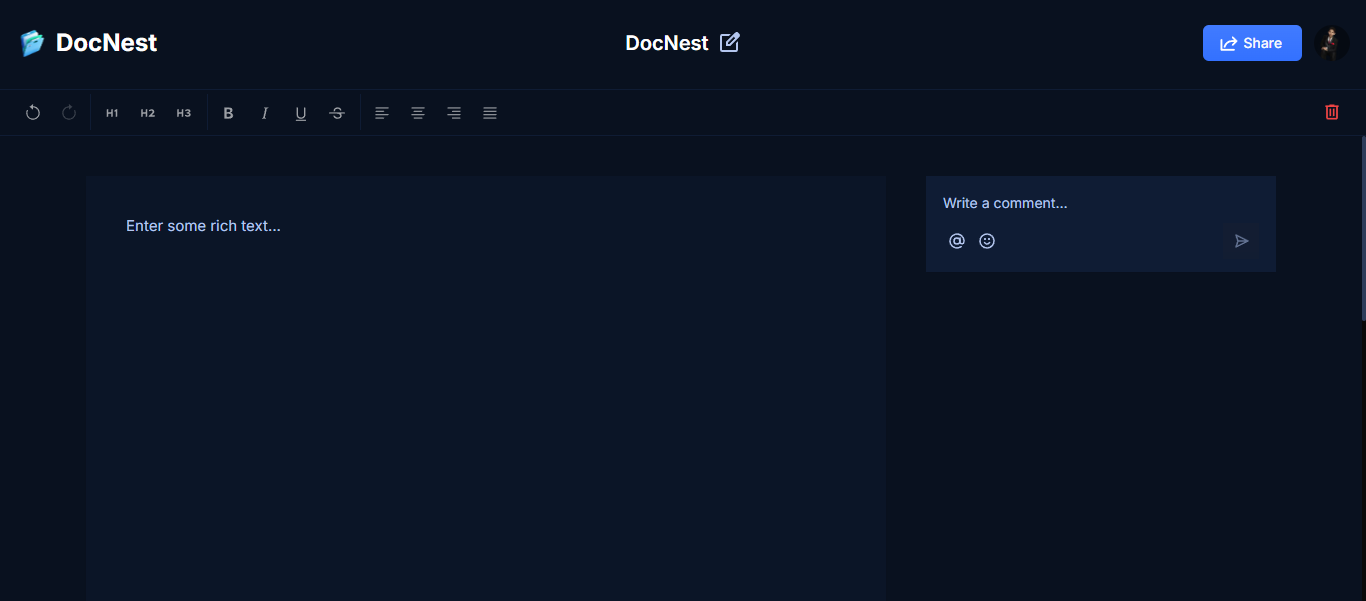 DocNest
DocNest
Share
H1 H2 H3 B I U S
Enter some rich text...
Write a comment...
@